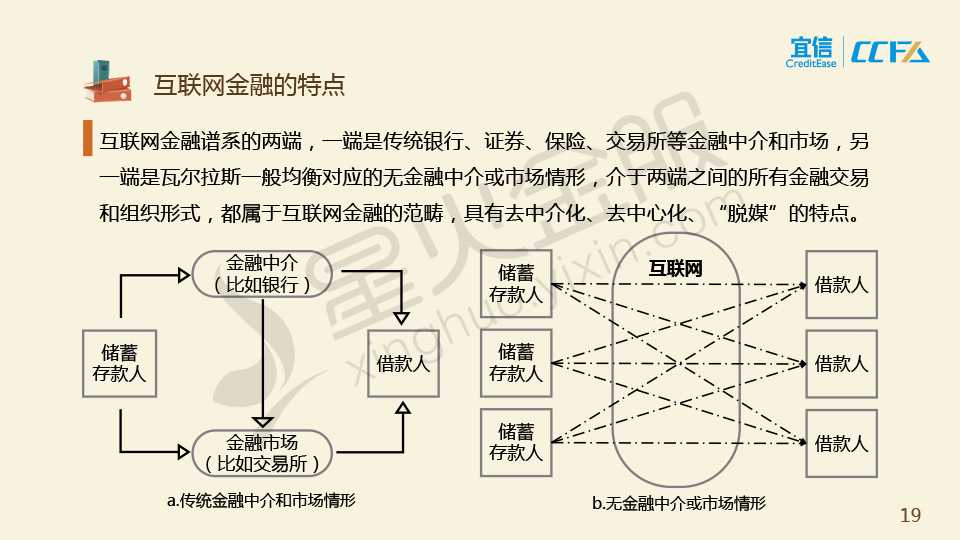 宜信
CreditEase
CCFA
互联网金融的特点
互联网金融谱系的两端，一端是传统银行、证券、保险、交易所等金融中介和市场，另
一端是瓦尔拉斯一般均衡对应的无金融中介或市场情形，介于两端之间的所有金融交易
和组织形式，都属于互联网金融的范畴，具有去中介化、去中心化、“脱媒”的特点。
星火金服
xinghuo.yixin.com
金融中介
（比如银行）
储蓄
存款人
借款人
金融市场
（比如交易所）
a.传统金融中介和市场情形
互联网
储蓄
存款人
借款人
储蓄
存款人
借款人
储蓄
存款人
借款人
b.无金融中介或市场情形
19